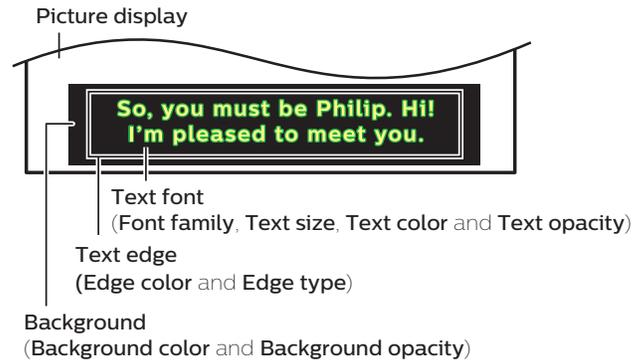 Picture display
So, you must be Philip. Hi!
I'm pleased to meet you.
Text font
(Font family, Text size, Text color and Text opacity)
Text edge
(Edge color and Edge type)
Background
(Background color and Background opacity)